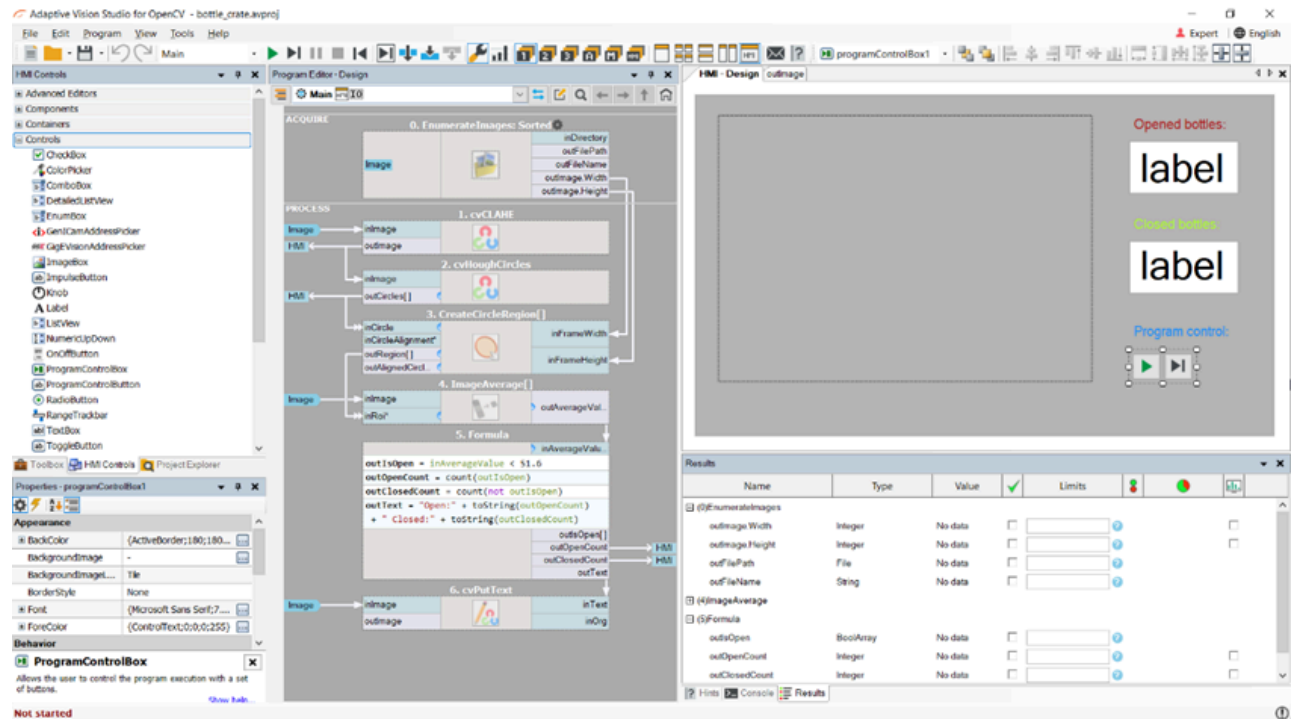 Adaptive Vision Studio for OpenCV - bottle_crate.avproj
File Edit Program View Tools Help
Expert English
Main
programControlBox1
HMI Controls
Advanced Editors
Components
Containers
Controls
CheckBox
ColorPicker
ComboBox
DetailedListView
EnumBox
GenICamAddressPicker
GigEVisionAddressPicker
ImageBox
ImpulseButton
Knob
Label
ListView
NumericUpDown
OnOffButton
ProgramControlBox
ProgramControlButton
RadioButton
RangeTrackbar
TextBox
ToggleButton
Toolbox HMI Controls Project Explorer
Properties - programControlBox1
Appearance
BackColor {ActiveBorder;180;180...
BackgroundImage -
BackgroundImageL... Tile
BorderStyle None
Font {Microsoft Sans Serif;7....
ForeColor {ControlText;0;0;0;255}
Behavior
ProgramControlBox
Allows the user to control the program execution with a set
of buttons.
Show help...
Not started
Program Editor - Design
Main IO
ACQUIRE
0. EnumerateImages: Sorted
inDirectory
outFilePath
Image
outFileName
outImage.Width
outImage.Height
PROCESS
1. cvCLAHE
Image inImage
HMI outImage
2. cvHoughCircles
inImage
HMI outCircles[]
3. CreateCircleRegion[]
inCircle
inFrameWidth
inCircleAlignment*
outRegion[]
inFrameHeight
outAlignedCircl...
4. ImageAverage[]
Image inImage
outAverageVal...
inRoi*
5. Formula
inAverageValu...
outIsOpen = inAverageValue < 51.6
outOpenCount = count(outIsOpen)
outClosedCount = count(not outIsOpen)
outText = "Open:" + toString(outOpenCount)
+ " Closed:" + toString(outClosedCount)
outIsOpen[]
outOpenCount HMI
outClosedCount HMI
outText
6. cvPutText
Image inImage inText
outImage inOrg
HMI - Design outImage
Opened bottles:
label
Closed bottles:
label
Program control:
Results
Name Type Value Limits
(0)EnumerateImages
outImage.Width Integer No data
outImage.Height Integer No data
outFilePath File No data
outFileName String No data
(4)ImageAverage
(5)Formula
outIsOpen BoolArray No data
outOpenCount Integer No data
outClosedCount Integer No data
Hints Console Results